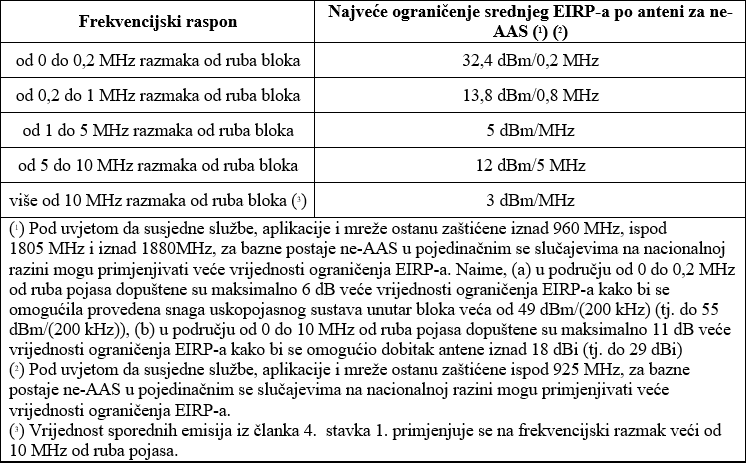 Frekvencijski raspon
Najveće ograničenje srednjeg EIRP-a po anteni za ne-
AAS (¹) (²)
od 0 do 0,2 MHz razmaka od ruba bloka
32,4 dBm/0,2 MHz
od 0,2 do 1 MHz razmaka od ruba bloka
13,8 dBm/0,8 MHz
od 1 do 5 MHz razmaka od ruba bloka
5 dBm/MHz
od 5 do 10 MHz razmaka od ruba bloka
12 dBm/5 MHz
više od 10 MHz razmaka od ruba bloka (³)
3 dBm/MHz
(¹) Pod uvjetom da susjedne službe, aplikacije i mreže ostanu zaštićene iznad 960 MHz, ispod
1805 MHz i iznad 1880MHz, za bazne postaje ne-AAS u pojedinačnim se slučajevima na nacionalnoj
razini mogu primjenjivati veće vrijednosti ograničenja EIRP-a. Naime, (a) u području od 0 do 0,2 MHz
od ruba pojasa dopuštene su maksimalno 6 dB veće vrijednosti ograničenja EIRP-a kako bi se
omogućila provedena snaga uskopojasnog sustava unutar bloka veća od 49 dBm/(200 kHz) (tj. do 55
dBm/(200 kHz)), (b) u području od 0 do 10 MHz od ruba pojasa dopuštene su maksimalno 11 dB veće
vrijednosti ograničenja EIRP-a kako bi se omogućio dobitak antene iznad 18 dBi (tj. do 29 dBi)
(²) Pod uvjetom da susjedne službe, aplikacije i mreže ostanu zaštićene ispod 925 MHz, za bazne
postaje ne-AAS u pojedinačnim se slučajevima na nacionalnoj razini mogu primjenjivati veće
vrijednosti ograničenja EIRP-a.
(³) Vrijednost sporednih emisija iz članka 4. stavka 1. primjenjuje se na frekvencijski razmak veći od
10 MHz od ruba pojasa.